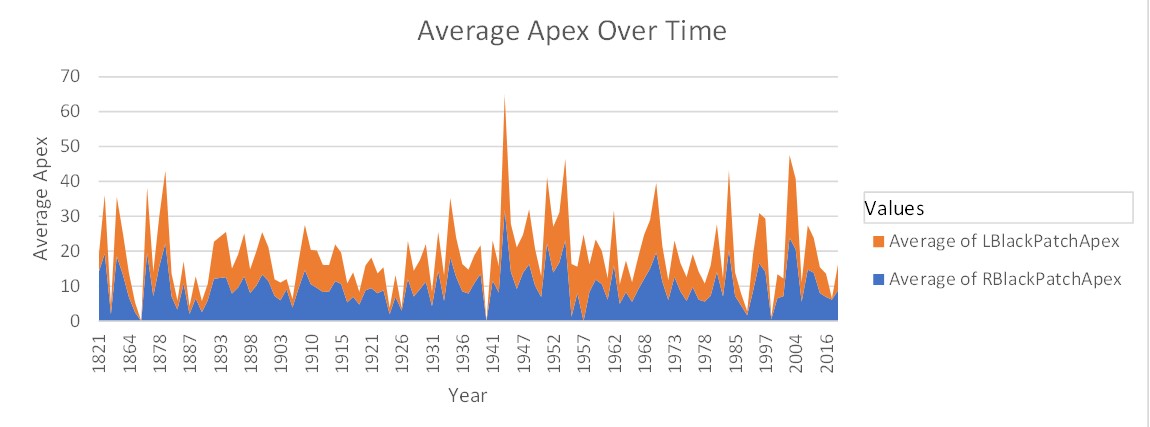 Average Apex Over Time
70
60
50
40
30
20
10
0
Average Apex
1821 1864 1878 1887 1893 1898 1903 1910 1915 1921 1926 1931 1936 1941 1947 1952 1957 1962 1968 1973 1978 1985 1997 2004 2016
Year
Values
Average of LBlackPatchApex
Average of RBlackPatchApex